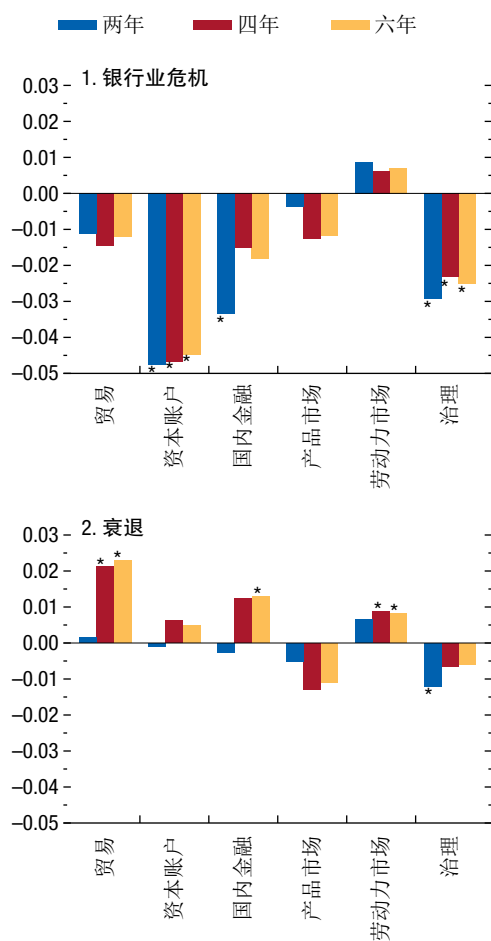 两年 四年 六年
1. 银行业危机
0.03
0.02
0.01
0.00
–0.01
–0.02
–0.03
–0.04
–0.05
* * * * * * *
贸易
资本账户
国内金融
产品市场
劳动力市场
治理
2. 衰退
0.03
0.02
0.01
0.00
–0.01
–0.02
–0.03
–0.04
–0.05
* * * * * *
贸易
资本账户
国内金融
产品市场
劳动力市场
治理